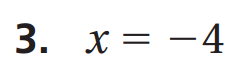 3. x = −4